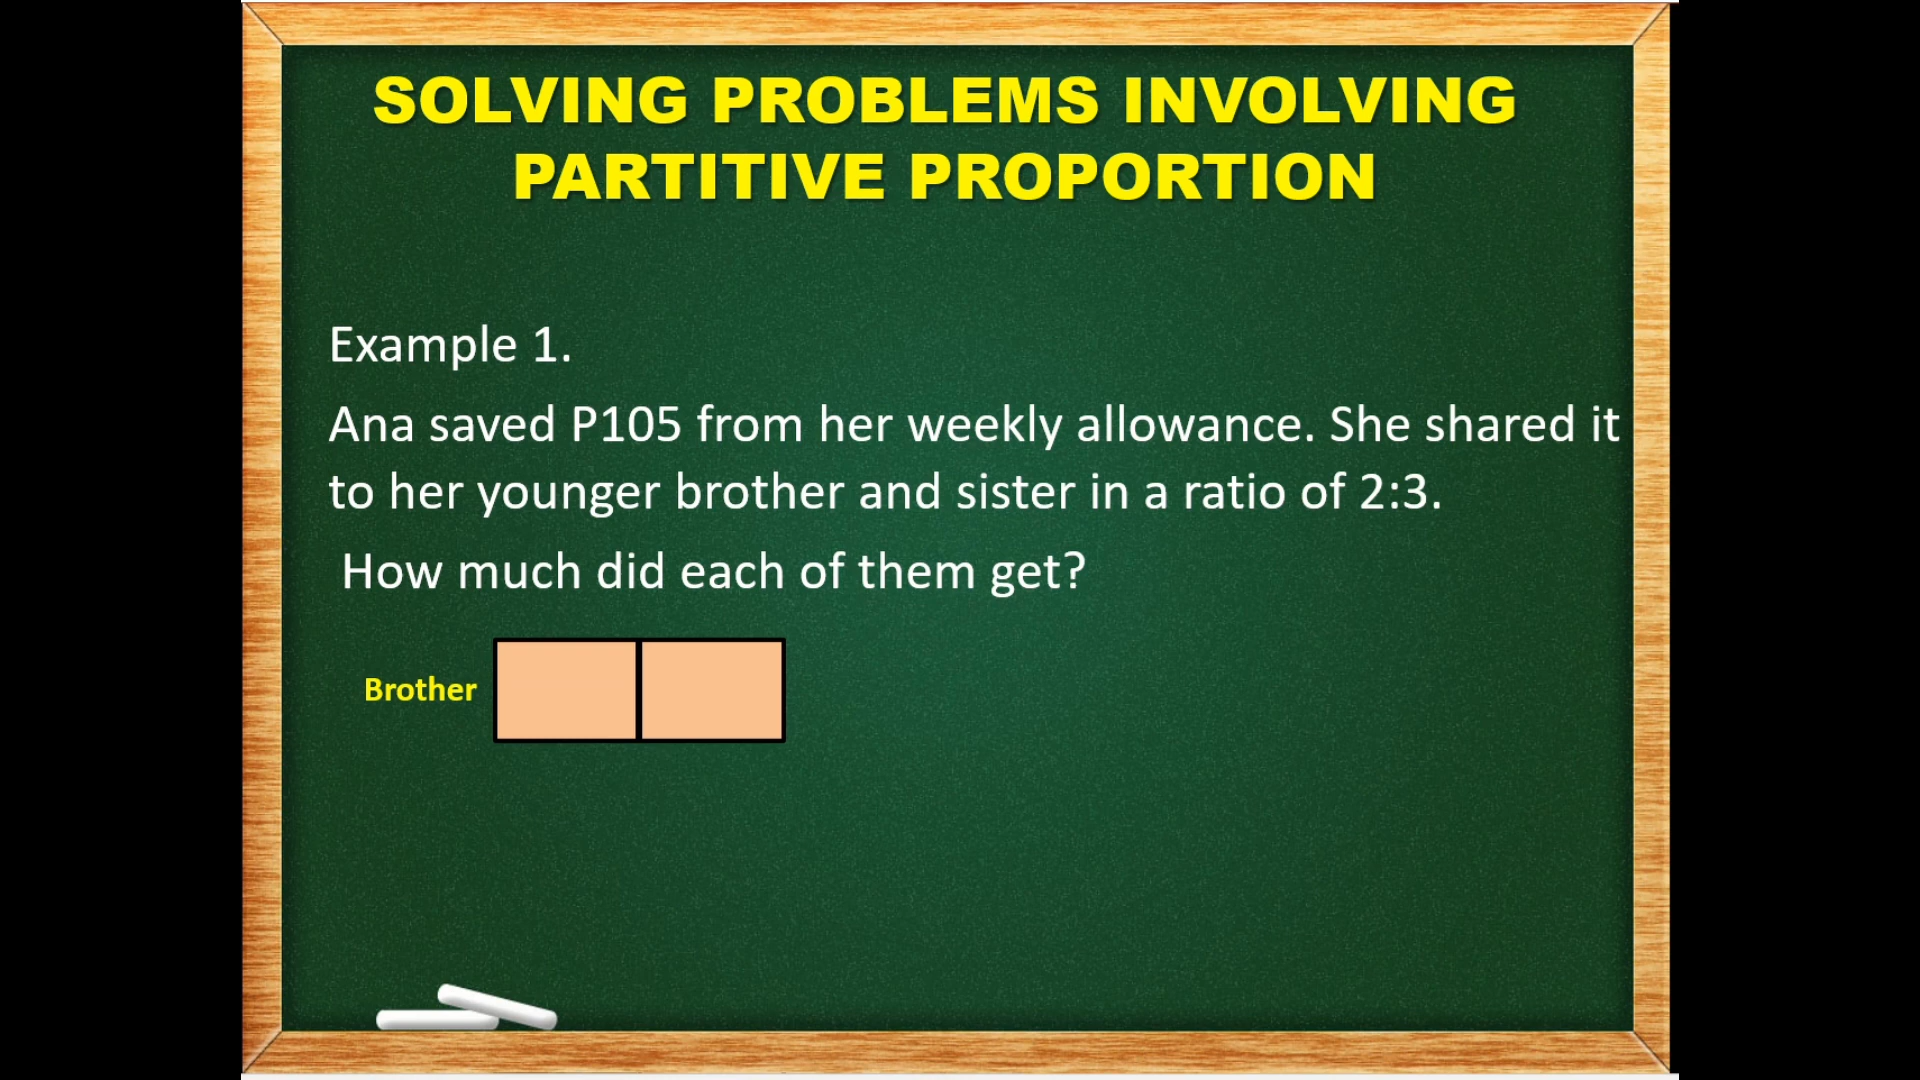 SOLVING PROBLEMS INVOLVING
PARTITIVE PROPORTION
Example 1.
Ana saved P105 from her weekly allowance. She shared it
to her younger brother and sister in a ratio of 2:3.
How much did each of them get?
Brother